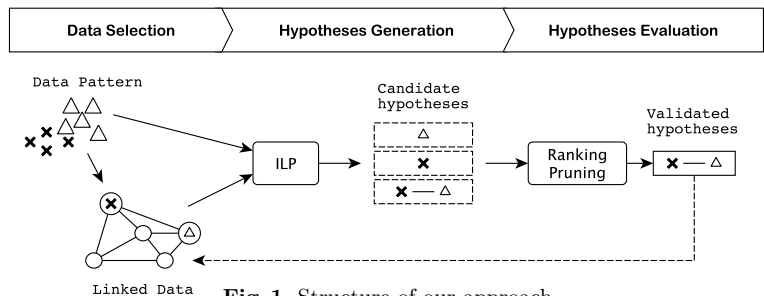 Data Selection
Hypotheses Generation
Hypotheses Evaluation
Data Pattern
Candidate
hypotheses
Validated
hypotheses
ILP
Ranking
Pruning
Linked Data
Fig. 1. Structure of our approach